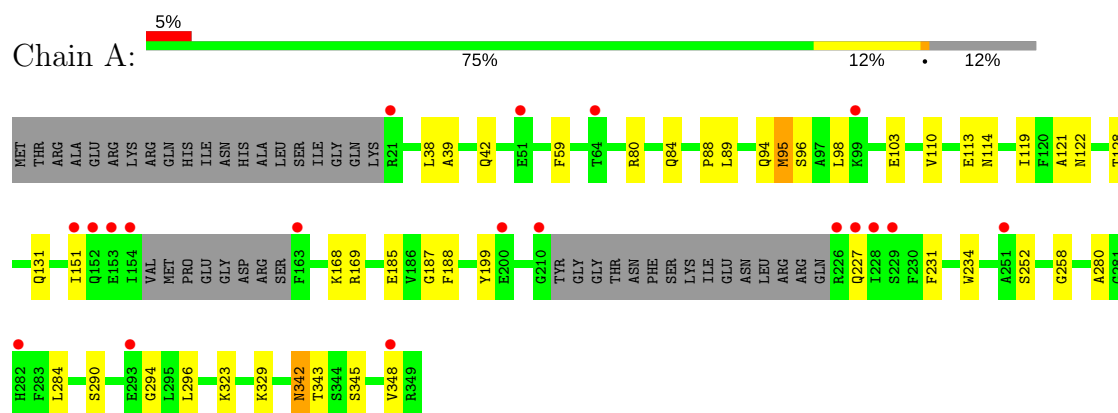 5%
Chain A:
75% 12% • 12%
MET THR ARG ALA GLU ARG LYS ARG GLN HIS ILE ASN HIS ALA LEU SER ILE GLY GLN LYS R21 L38 A39 Q42 E51 F59 T64 R80 Q84 P88 L89 Q94 M95 S96 A97 L98 K99 E103 V110 E113 N114 I119 F120 A121 N122 T128
Q131 I151 Q152 E153 I154 VAL MET PRO GLU GLY ASP ARG SER F163 K168 R169 E185 V186 G187 F188 Y199 E200 G210 TYR GLY GLY THR ASN PHE SER LYS ILE GLU ASN LEU ARG ARG GLN R226 Q227 I228 S229 F230 F231 W234 A251 S252 G258 A280 G281
H282 F283 L284 S290 E293 G294 L295 L296 K323 K329 N342 T343 S344 S345 V348 R349